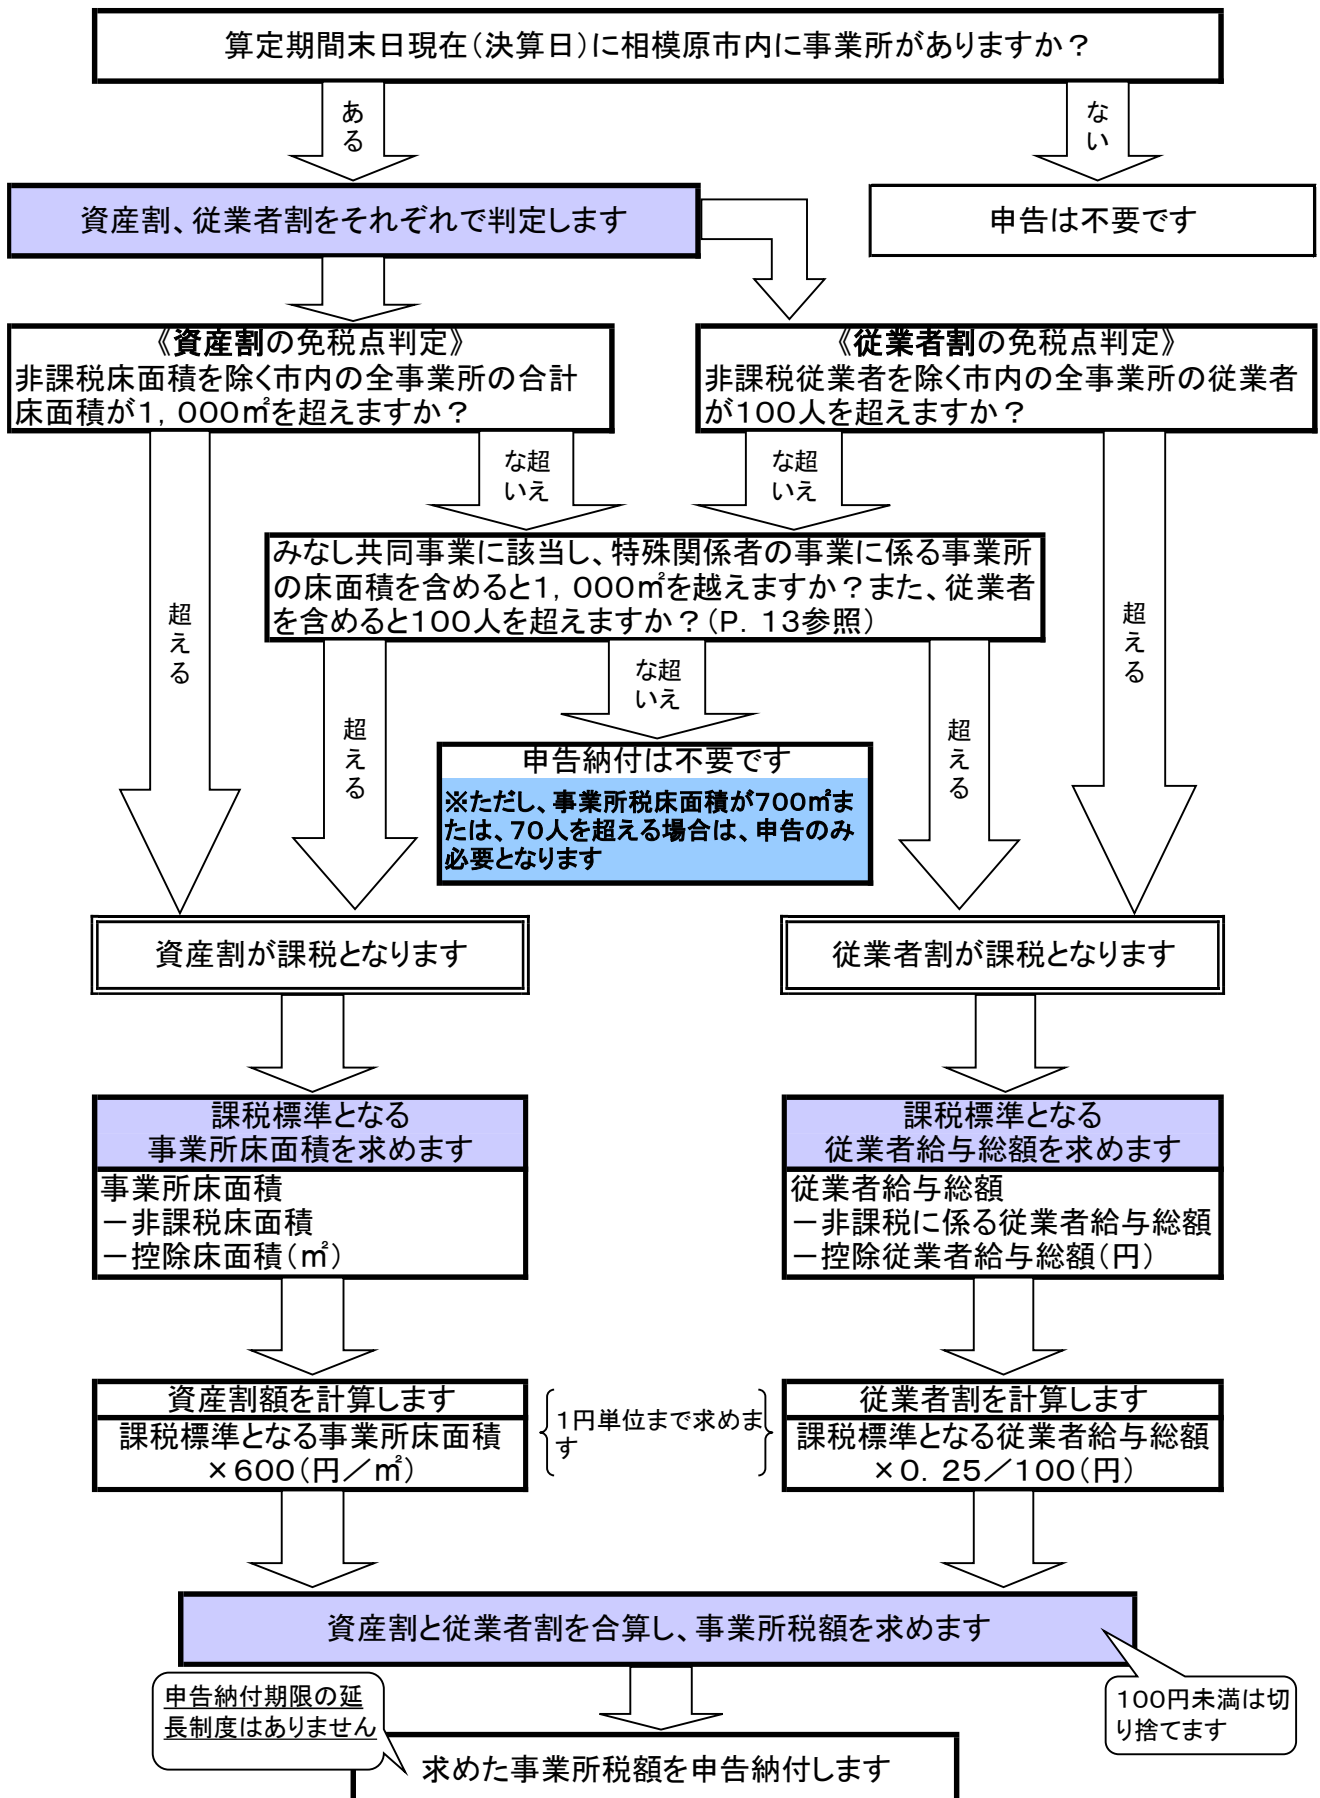 算定期間末日現在(決算日)に相模原市内に事業所がありますか？
ある
ない
資産割、従業者割をそれぞれで判定します
申告は不要です
《資産割の免税点判定》
非課税床面積を除く市内の全事業所の合計
床面積が１，０００㎡を超えますか？
《従業者割の免税点判定》
非課税従業者を除く市内の全事業所の従業者
が１００人を超えますか？
超えない
超えない
みなし共同事業に該当し、特殊関係者の事業に係る事業所
の床面積を含めると１，０００㎡を越えますか？また、従業者
を含めると１００人を超えますか？(P．１３参照)
超える
超える
超えない
超える
超える
申告納付は不要です
※ただし、事業所税床面積が７００㎡ま
たは、７０人を超える場合は、申告のみ
必要となります
資産割が課税となります
従業者割が課税となります
課税標準となる
事業所床面積を求めます
事業所床面積
－非課税床面積
－控除床面積(㎡)
課税標準となる
従業者給与総額を求めます
従業者給与総額
－非課税に係る従業者給与総額
－控除従業者給与総額(円)
資産割額を計算します
課税標準となる事業所床面積
×６００(円／㎡)
１円単位まで求めま
す
従業者割を計算します
課税標準となる従業者給与総額
×０．２５／１００(円)
資産割と従業者割を合算し、事業所税額を求めます
申告納付期限の延
長制度はありません
１００円未満は切
り捨てます
求めた事業所税額を申告納付します